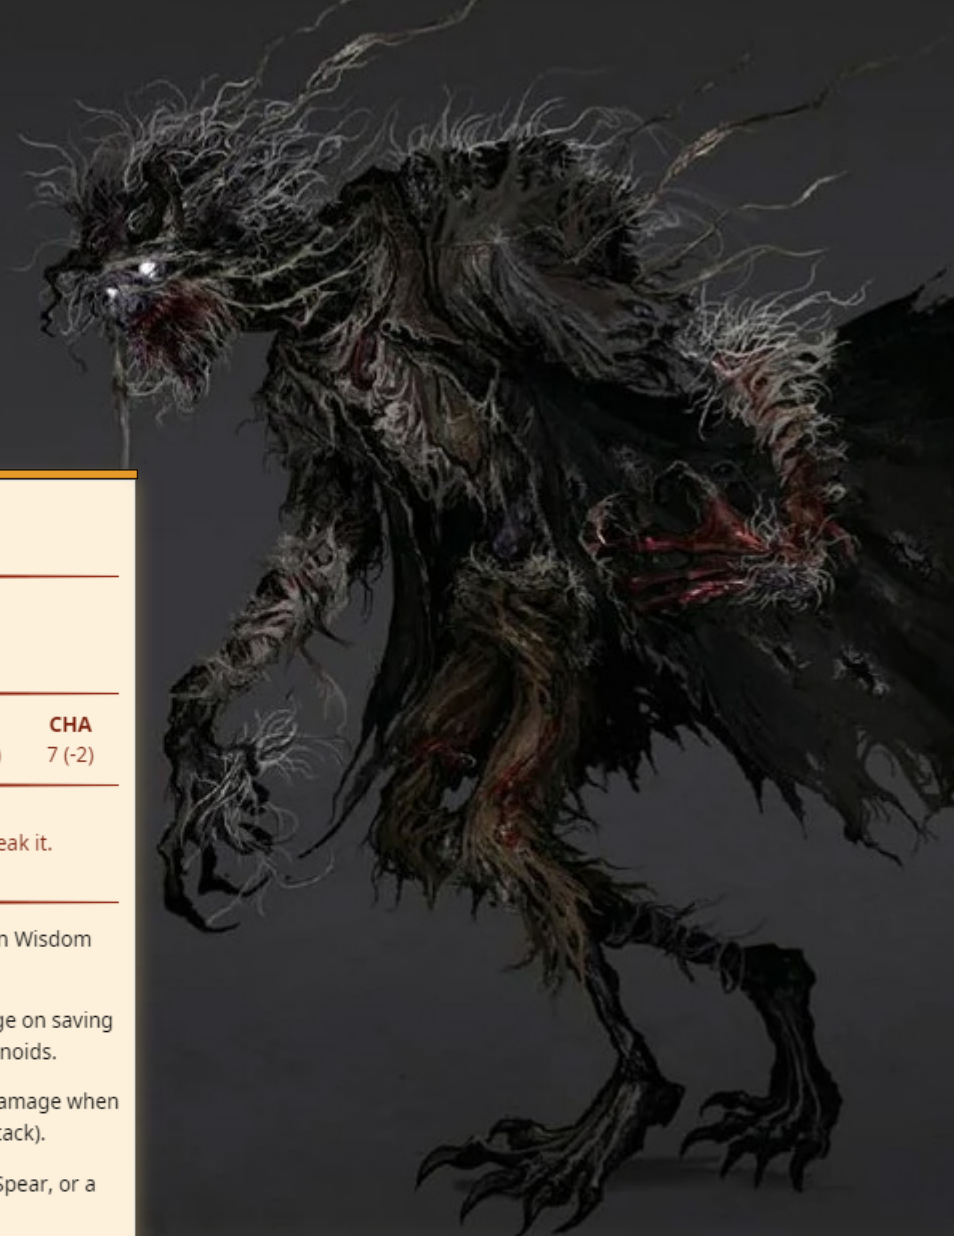 CHA
) 7 (-2)
eak it.
n Wisdom
ge on saving
noids.
amage when
tack).
Spear, or a